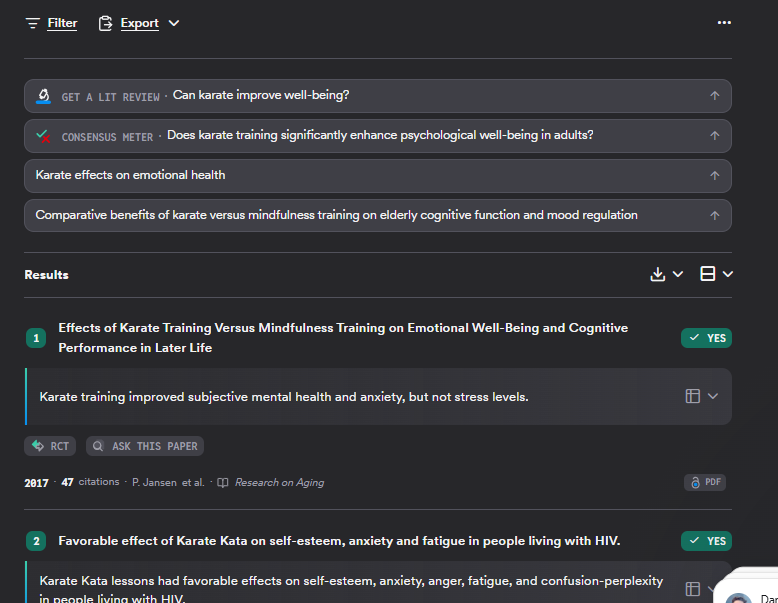 Filter Export
GET A LIT REVIEW · Can karate improve well-being?
CONSENSUS METER · Does karate training significantly enhance psychological well-being in adults?
Karate effects on emotional health
Comparative benefits of karate versus mindfulness training on elderly cognitive function and mood regulation
Results
1
Effects of Karate Training Versus Mindfulness Training on Emotional Well-Being and Cognitive
Performance in Later Life
YES
Karate training improved subjective mental health and anxiety, but not stress levels.
RCT ASK THIS PAPER
2017 · 47 citations · P. Jansen et al. · Research on Aging PDF
2 Favorable effect of Karate Kata on self-esteem, anxiety and fatigue in people living with HIV. YES
Karate Kata lessons had favorable effects on self-esteem, anxiety, anger, fatigue, and confusion-perplexity
in people living with HIV.